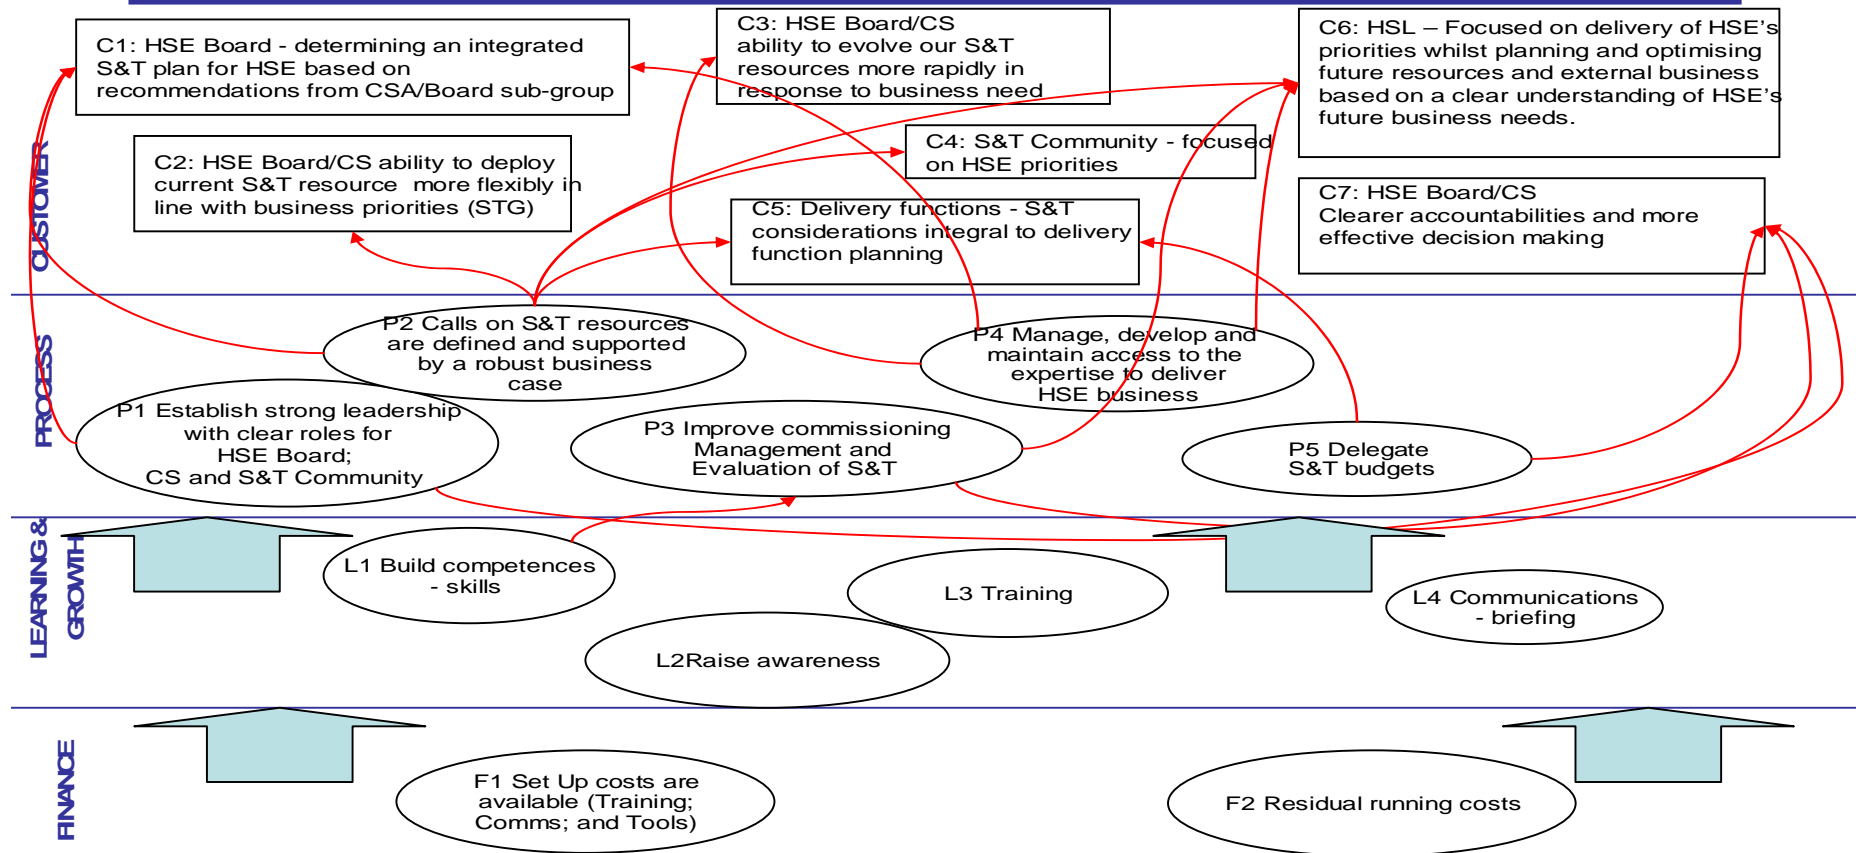 C1: HSE Board - determining an integrated
S&T plan for HSE based on
recommendations from CSA/Board sub-group
C3: HSE Board/CS
ability to evolve our S&T
resources more rapidly in
response to business need
C6: HSL – Focused on delivery of HSE's
priorities whilst planning and optimising
future resources and external business
based on a clear understanding of HSE's
future business needs.
CUSTOMER
C2: HSE Board/CS ability to deploy
current S&T resource more flexibly in
line with business priorities (STG)
C4: S&T Community - focused
on HSE priorities
C5: Delivery functions - S&T
considerations integral to delivery
function planning
C7: HSE Board/CS
Clearer accountabilities and more
effective decision making
PROCESS
P2 Calls on S&T resources
are defined and supported
by a robust business
case
P4 Manage, develop and
maintain access to the
expertise to deliver
HSE business
P1 Establish strong leadership
with clear roles for
HSE Board;
CS and S&T Community
P3 Improve commissioning
Management and
Evaluation of S&T
P5 Delegate
S&T budgets
LEARNING &
GROWTH
L1 Build competences
- skills
L3 Training
L4 Communications
- briefing
L2Raise awareness
FINANCE
F1 Set Up costs are
available (Training;
Comms; and Tools)
F2 Residual running costs